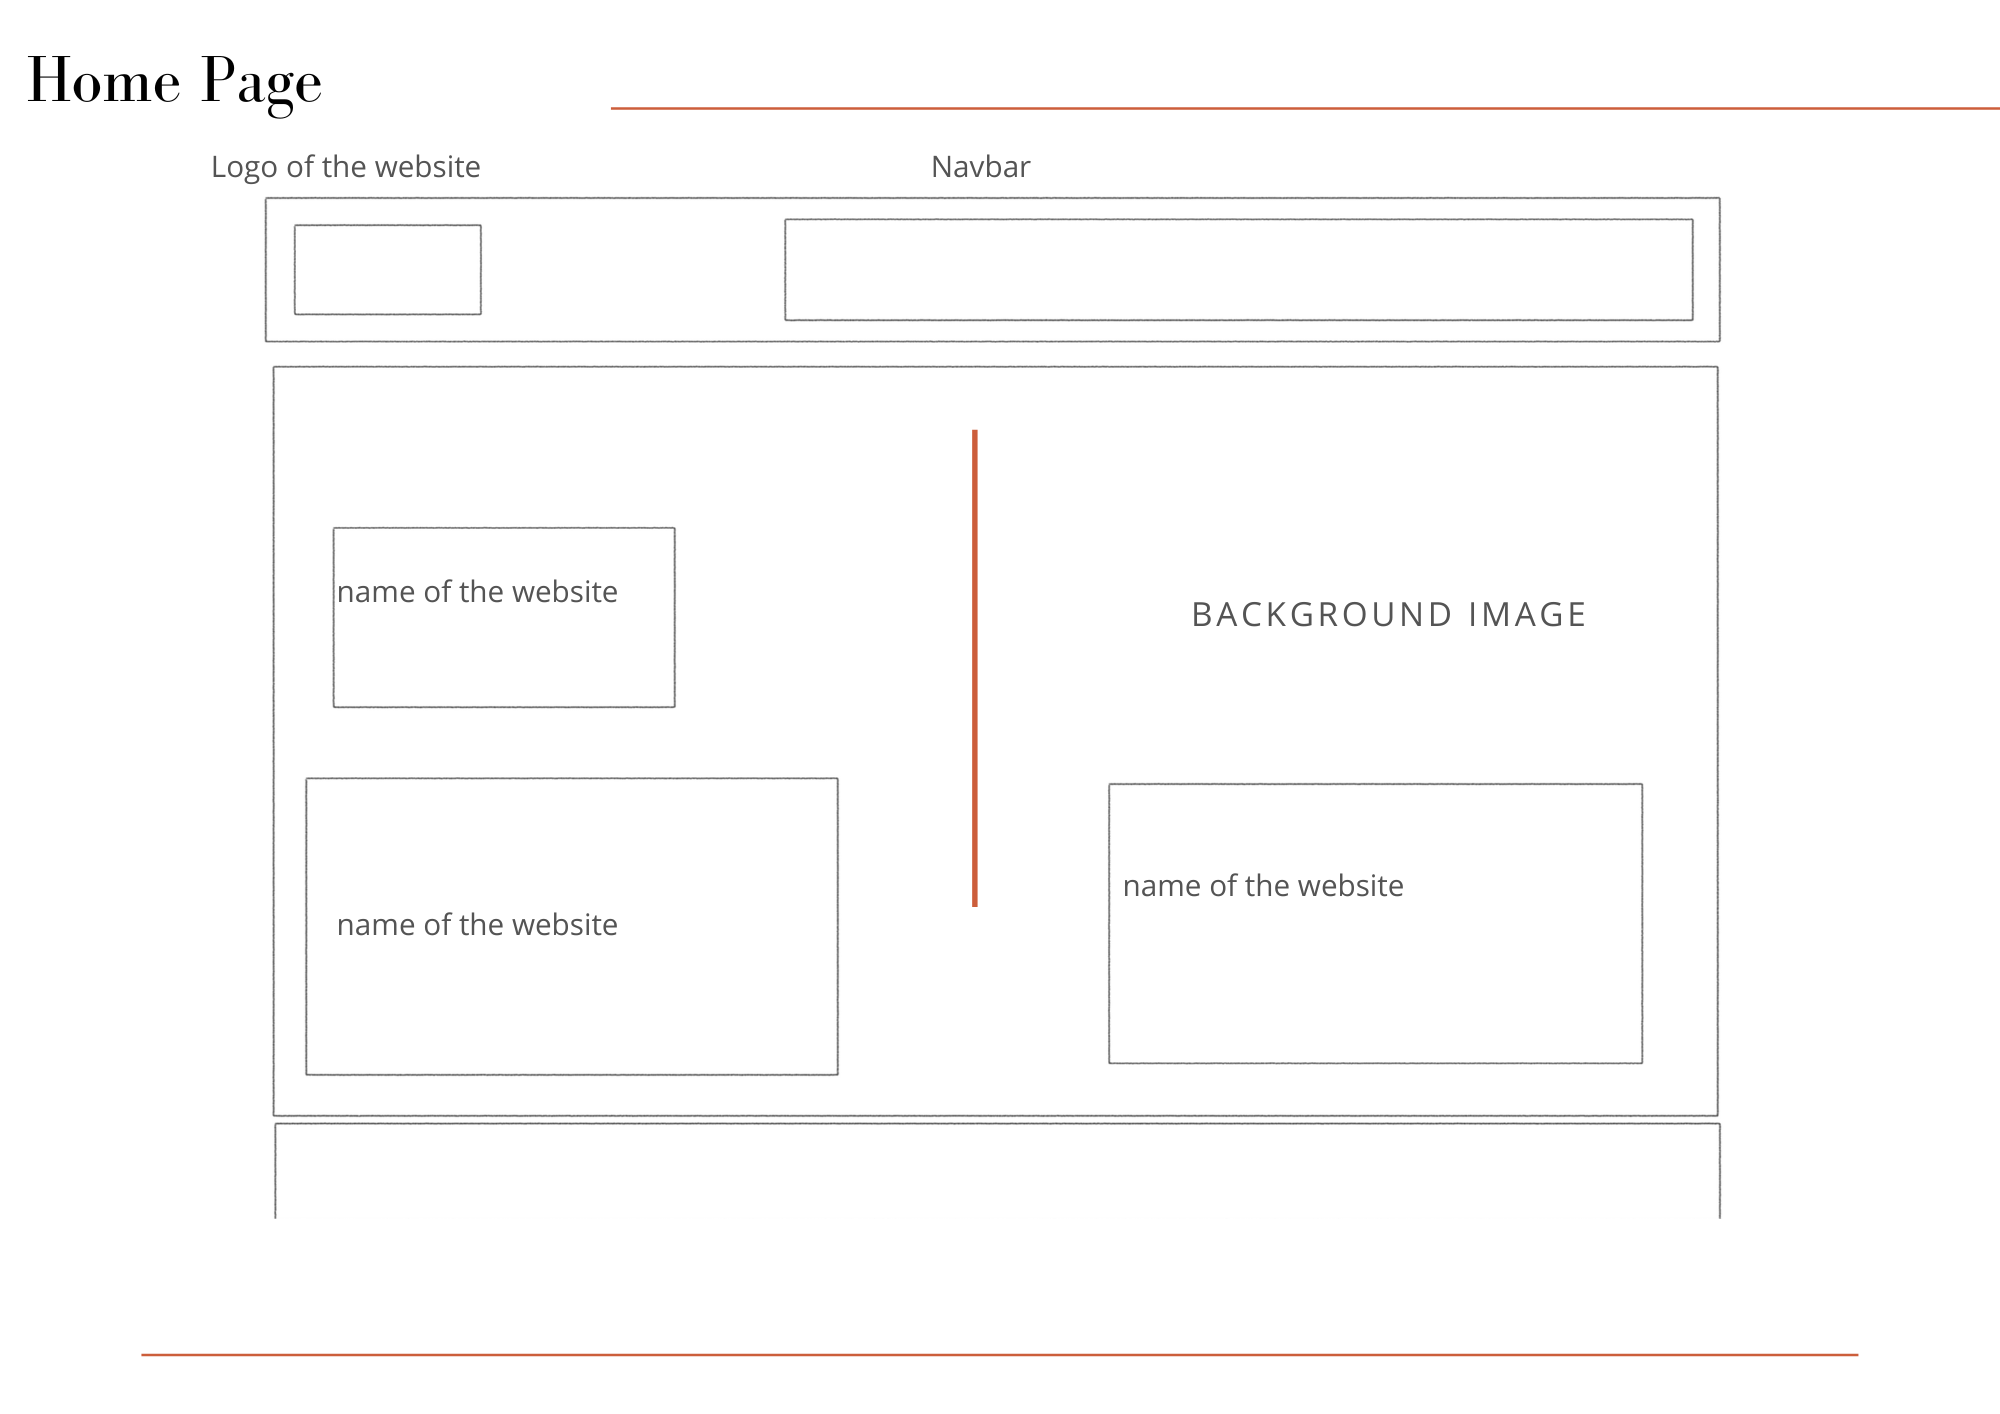 Home Page
Logo of the website
Navbar
name of the website
BACKGROUND IMAGE
name of the website
name of the website